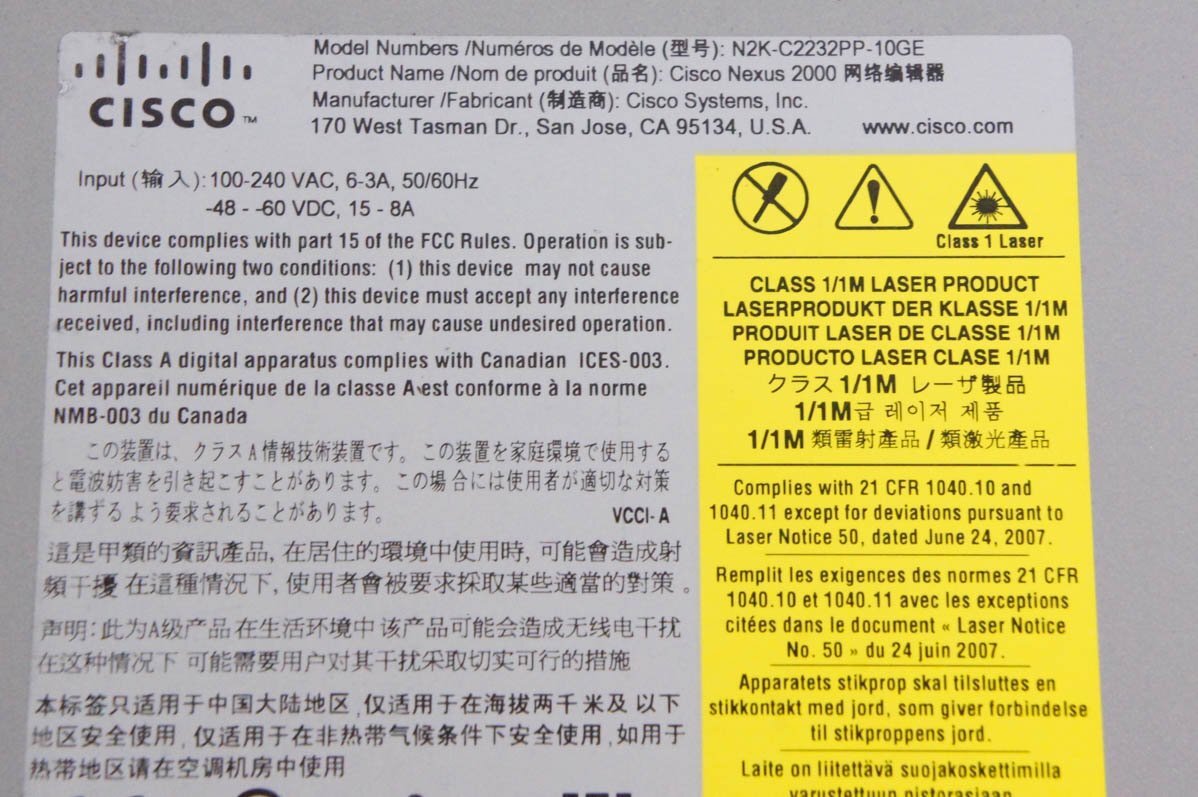 CISCO™
Model Numbers /Numéros de Modèle (型号): N2K-C2232PP-10GE
Product Name /Nom de produit (品名): Cisco Nexus 2000 网络编辑器
Manufacturer /Fabricant (制造商): Cisco Systems, Inc.
170 West Tasman Dr., San Jose, CA 95134, U.S.A. www.cisco.com
Input (输入): 100-240 VAC, 6-3A, 50/60Hz
-48 - -60 VDC, 15 - 8A
This device complies with part 15 of the FCC Rules. Operation is sub-
ject to the following two conditions: (1) this device may not cause
harmful interference, and (2) this device must accept any interference
received, including interference that may cause undesired operation.
This Class A digital apparatus complies with Canadian ICES-003.
Cet appareil numérique de la classe A est conforme à la norme
NMB-003 du Canada
この装置は、クラスA情報技術装置です。この装置を家庭環境で使用する
と電波妨害を引き起こすことがあります。この場合には使用者が適切な対策
を講ずるよう要求されることがあります。 VCCI-A
這是甲類的資訊產品, 在居住的環境中使用時, 可能會造成射
頻干擾 在這種情況下, 使用者會被要求採取某些適當的對策 。
声明: 此为A级产品 在生活环境中 该产品可能会造成无线电干扰
在这种情况下 可能需要用户对其干扰采取切实可行的措施
本标签只适用于中国大陆地区, 仅适用于在海拔两千米及以下
地区安全使用, 仅适用于在非热带气候条件下安全使用, 如用于
热带地区请在空调机房中使用
Class 1 Laser
CLASS 1/1M LASER PRODUCT
LASERPRODUKT DER KLASSE 1/1M
PRODUIT LASER DE CLASSE 1/1M
PRODUCTO LASER CLASE 1/1M
クラス 1/1M レーザ製品
1/1M급 레이저 제품
1/1M 類雷射產品 / 類激光產品
Complies with 21 CFR 1040.10 and
1040.11 except for deviations pursuant to
Laser Notice 50, dated June 24, 2007.
Remplit les exigences des normes 21 CFR
1040.10 et 1040.11 avec les exceptions
citées dans le document « Laser Notice
No. 50 » du 24 juin 2007.
Apparatets stikprop skal tilsluttes en
stikkontakt med jord, som giver forbindelse
til stikproppens jord.
Laite on liitettävä suojakoskettimilla
varustettuun pistorasiaan